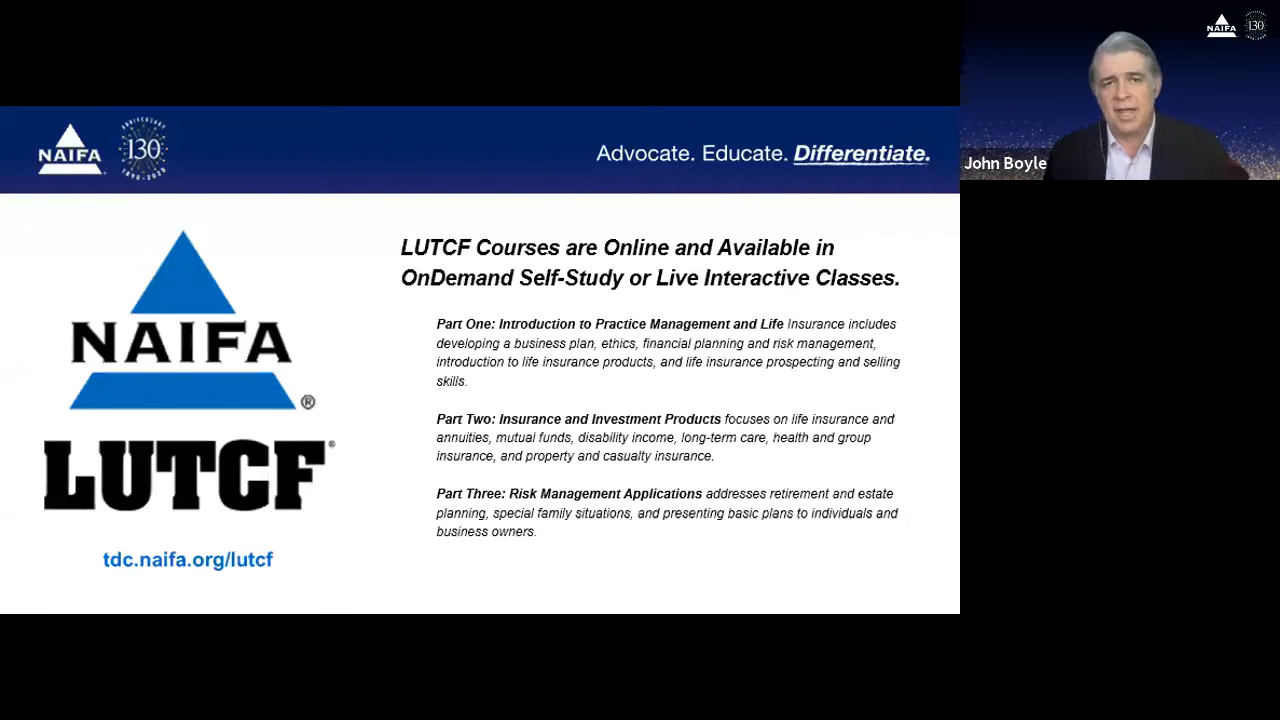 NAIFA
ANNIVERSARY
130
1890-2020
Advocate. Educate. Differentiate.
NAIFA
130
John Boyle
NAIFA
®
LUTCF®
tdc.naifa.org/lutcf
LUTCF Courses are Online and Available in
OnDemand Self-Study or Live Interactive Classes.
Part One: Introduction to Practice Management and Life Insurance includes
developing a business plan, ethics, financial planning and risk management,
introduction to life insurance products, and life insurance prospecting and selling
skills.
Part Two: Insurance and Investment Products focuses on life insurance and
annuities, mutual funds, disability income, long-term care, health and group
insurance, and property and casualty insurance.
Part Three: Risk Management Applications addresses retirement and estate
planning, special family situations, and presenting basic plans to individuals and
business owners.